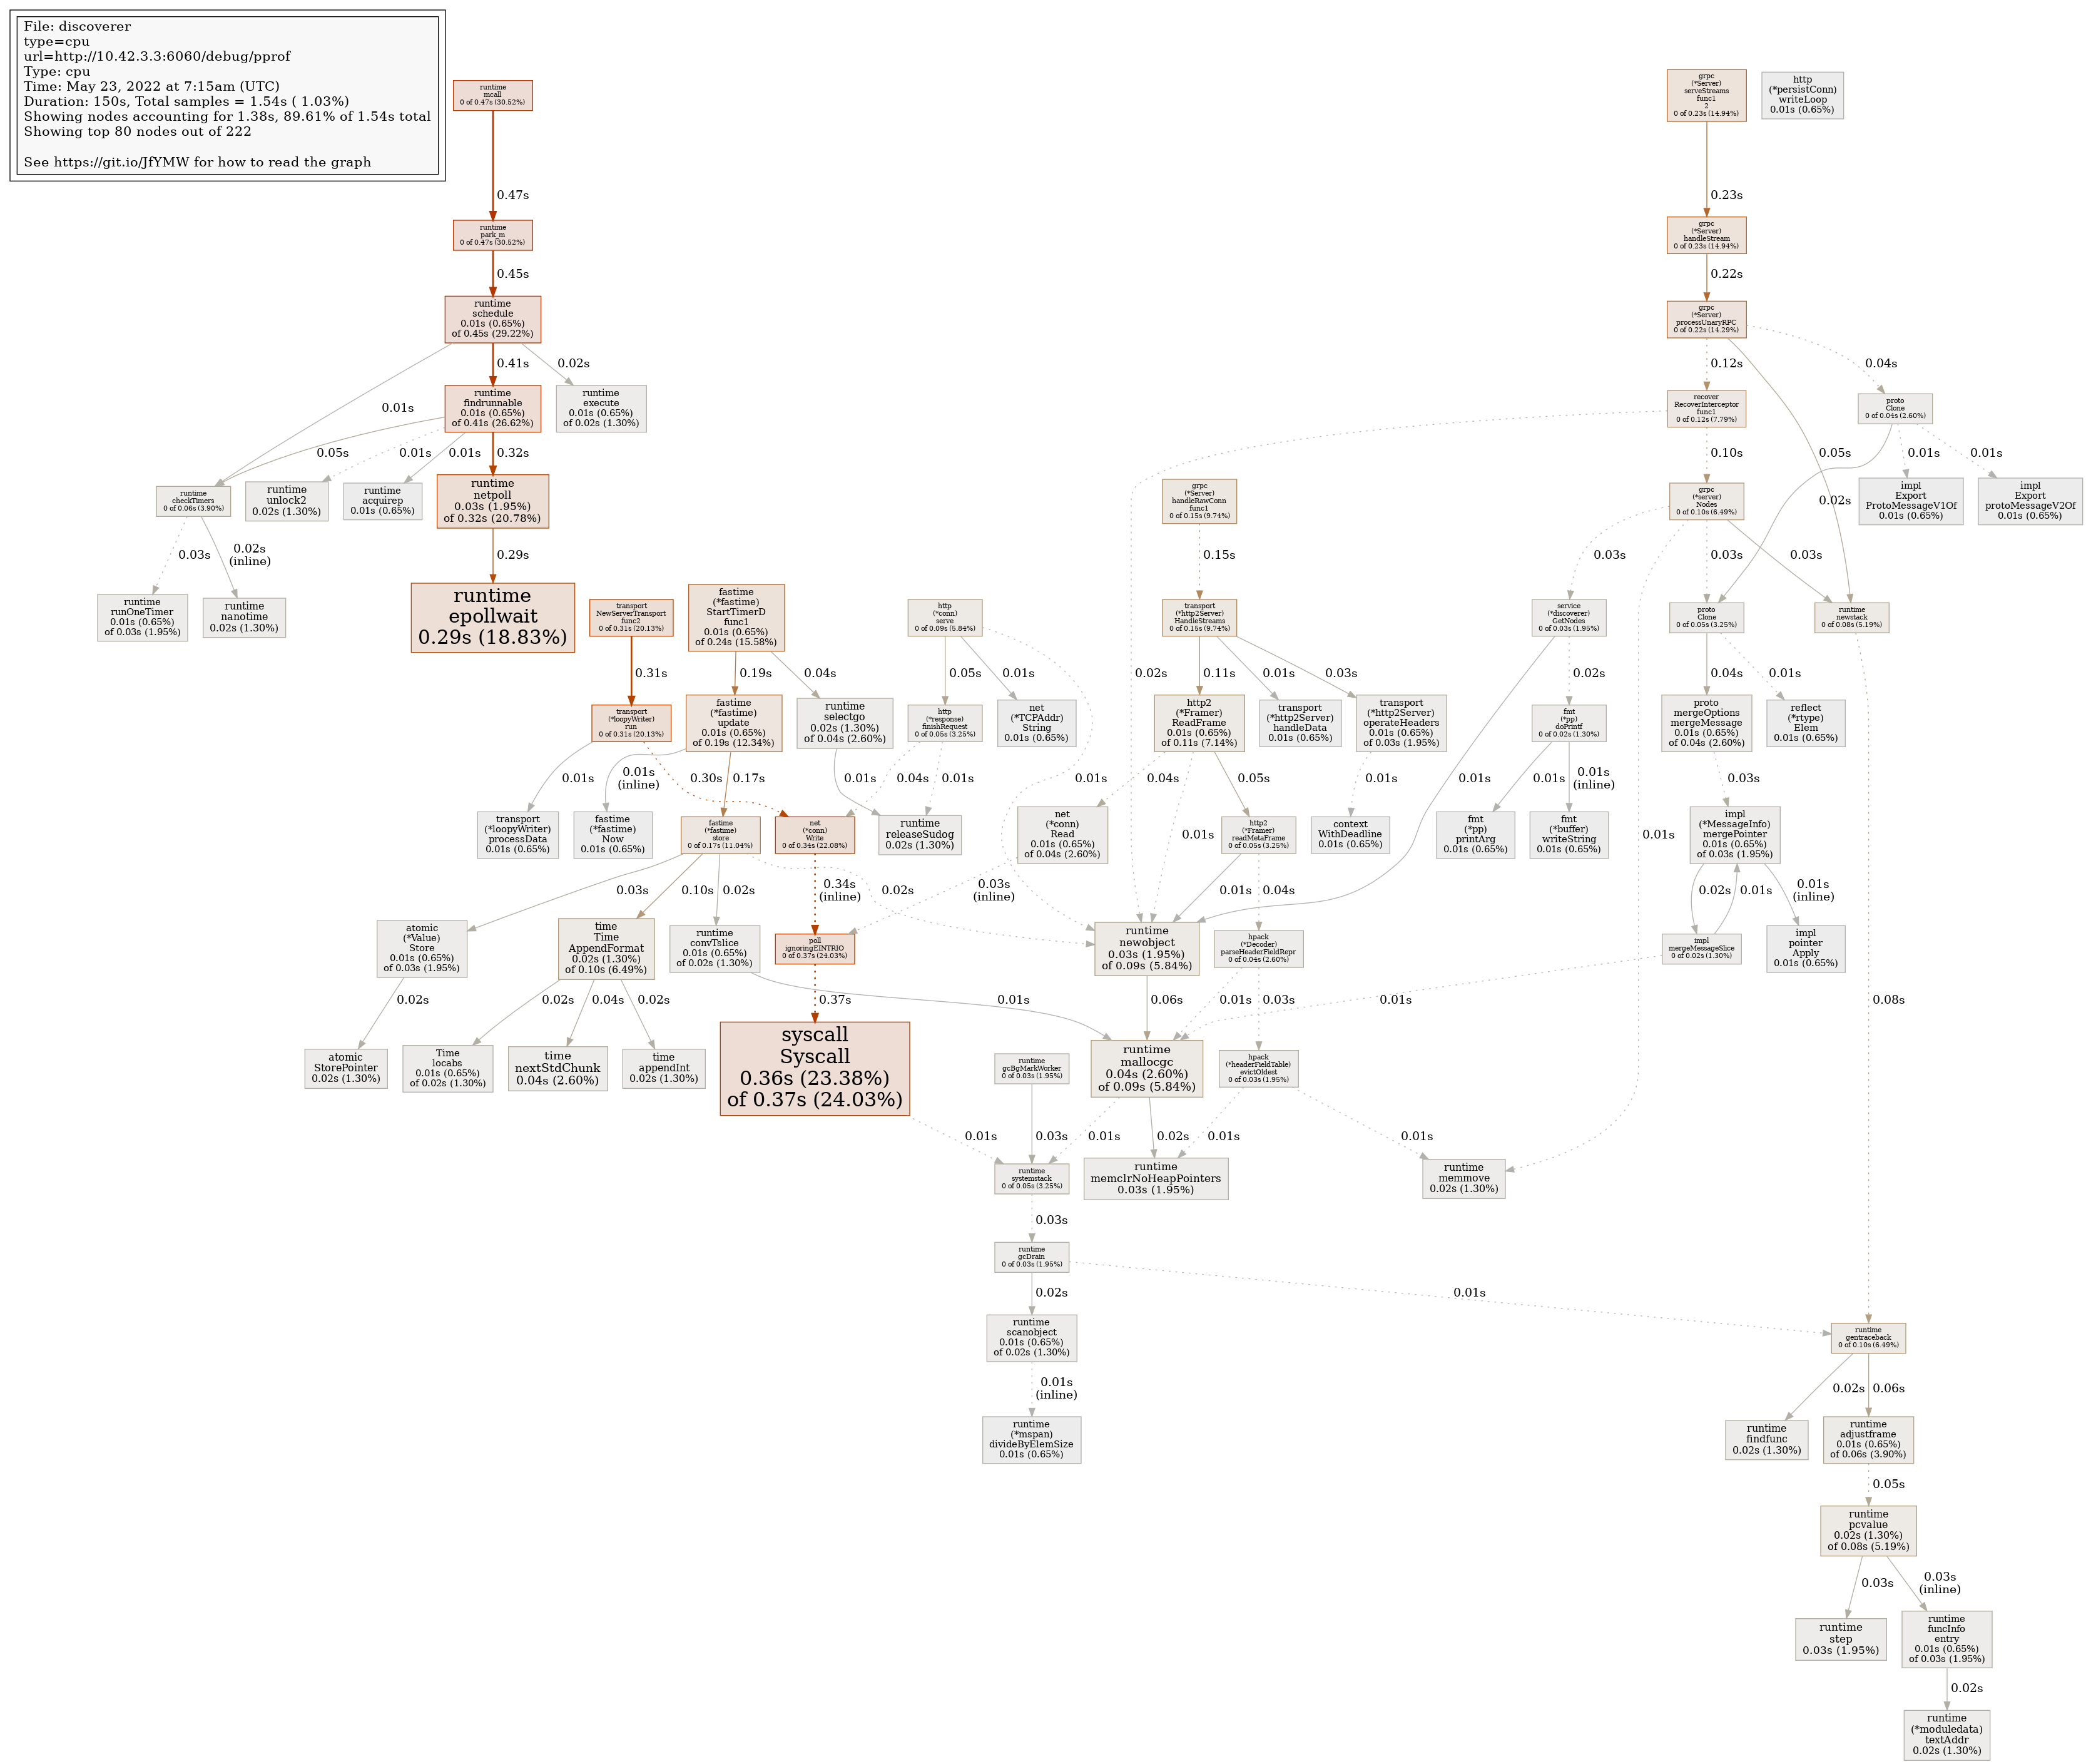 File: discoverer
type=cpu
url=http://10.42.3.3:6060/debug/pprof
Type: cpu
Time: May 23, 2022 at 7:15am (UTC)
Duration: 150s, Total samples = 1.54s ( 1.03%)
Showing nodes accounting for 1.38s, 89.61% of 1.54s total
Showing top 80 nodes out of 222
See https://git.io/JfYMW for how to read the graph
runtime
mcall
0 of 0.47s (30.52%)
grpc
(*Server)
serveStreams
func1
2
0 of 0.23s (14.94%)
http
(*persistConn)
writeLoop
0.01s (0.65%)
0.47s
0.23s
runtime
park_m
0 of 0.47s (30.52%)
grpc
(*Server)
handleStream
0 of 0.23s (14.94%)
0.45s
0.22s
runtime
schedule
0.01s (0.65%)
of 0.45s (29.22%)
grpc
(*Server)
processUnaryRPC
0 of 0.22s (14.29%)
0.41s
0.02s
0.12s
0.04s
0.01s
runtime
findrunnable
0.01s (0.65%)
of 0.41s (26.62%)
runtime
execute
0.01s (0.65%)
of 0.02s (1.30%)
recover
RecoverInterceptor
func1
0 of 0.12s (7.79%)
proto
Clone
0 of 0.04s (2.60%)
0.05s
0.01s
0.01s
0.32s
0.10s
0.05s
0.01s
0.01s
0.02s
runtime
checkTimers
0 of 0.06s (3.90%)
runtime
unlock2
0.02s (1.30%)
runtime
acquirep
0.01s (0.65%)
runtime
netpoll
0.03s (1.95%)
of 0.32s (20.78%)
grpc
(*Server)
handleRawConn
func1
0 of 0.15s (9.74%)
grpc
(*server)
Nodes
0 of 0.10s (6.49%)
impl
Export
ProtoMessageV1Of
0.01s (0.65%)
impl
Export
protoMessageV2Of
0.01s (0.65%)
0.03s
0.02s
(inline)
0.29s
0.15s
0.03s
0.03s
0.03s
runtime
runOneTimer
0.01s (0.65%)
of 0.03s (1.95%)
runtime
nanotime
0.02s (1.30%)
runtime
epollwait
0.29s (18.83%)
transport
NewServerTransport
func2
0 of 0.31s (20.13%)
fastime
(*fastime)
StartTimerD
func1
0.01s (0.65%)
of 0.24s (15.58%)
http
(*conn)
serve
0 of 0.09s (5.84%)
transport
(*http2Server)
HandleStreams
0 of 0.15s (9.74%)
service
(*discoverer)
GetNodes
0 of 0.03s (1.95%)
proto
Clone
0 of 0.05s (3.25%)
runtime
newstack
0 of 0.08s (5.19%)
0.31s
0.19s
0.04s
0.05s
0.01s
0.02s
0.11s
0.01s
0.03s
0.02s
0.04s
0.01s
transport
(*loopyWriter)
run
0 of 0.31s (20.13%)
fastime
(*fastime)
update
0.01s (0.65%)
of 0.19s (12.34%)
runtime
selectgo
0.02s (1.30%)
of 0.04s (2.60%)
http
(*response)
finishRequest
0 of 0.05s (3.25%)
net
(*TCPAddr)
String
0.01s (0.65%)
http2
(*Framer)
ReadFrame
0.01s (0.65%)
of 0.11s (7.14%)
transport
(*http2Server)
handleData
0.01s (0.65%)
transport
(*http2Server)
operateHeaders
0.01s (0.65%)
of 0.03s (1.95%)
fmt
(*pp)
doPrintf
0 of 0.02s (1.30%)
proto
mergeOptions
mergeMessage
0.01s (0.65%)
of 0.04s (2.60%)
reflect
(*rtype)
Elem
0.01s (0.65%)
0.01s
0.01s
(inline)
0.30s
0.17s
0.01s
0.04s
0.01s
0.01s
0.04s
0.05s
0.01s
0.01s
0.01s
0.01s
(inline)
0.03s
transport
(*loopyWriter)
processData
0.01s (0.65%)
fastime
(*fastime)
Now
0.01s (0.65%)
fastime
(*fastime)
store
0 of 0.17s (11.04%)
net
(*conn)
Write
0 of 0.34s (22.08%)
runtime
releaseSudog
0.02s (1.30%)
net
(*conn)
Read
0.01s (0.65%)
of 0.04s (2.60%)
0.01s
http2
(*Framer)
readMetaFrame
0 of 0.05s (3.25%)
context
WithDeadline
0.01s (0.65%)
fmt
(*pp)
printArg
0.01s (0.65%)
fmt
(*buffer)
writeString
0.01s (0.65%)
0.01s
impl
(*MessageInfo)
mergePointer
0.01s (0.65%)
of 0.03s (1.95%)
0.03s
0.10s
0.02s
0.34s
(inline)
0.02s
0.03s
(inline)
0.01s
0.04s
0.02s
0.01s
0.01s
(inline)
atomic
(*Value)
Store
0.01s (0.65%)
of 0.03s (1.95%)
time
Time
AppendFormat
0.02s (1.30%)
of 0.10s (6.49%)
runtime
convTslice
0.01s (0.65%)
of 0.02s (1.30%)
poll
ignoringEINTRIO
0 of 0.37s (24.03%)
runtime
newobject
0.03s (1.95%)
of 0.09s (5.84%)
hpack
(*Decoder)
parseHeaderFieldRepr
0 of 0.04s (2.60%)
impl
mergeMessageSlice
0 of 0.02s (1.30%)
impl
pointer
Apply
0.01s (0.65%)
0.02s
0.02s
0.04s
0.02s
0.37s
0.01s
0.06s
0.01s
0.03s
0.01s
0.08s
atomic
StorePointer
0.02s (1.30%)
Time
locabs
0.01s (0.65%)
of 0.02s (1.30%)
time
nextStdChunk
0.04s (2.60%)
time
appendInt
0.02s (1.30%)
syscall
Syscall
0.36s (23.38%)
of 0.37s (24.03%)
runtime
gcBgMarkWorker
0 of 0.03s (1.95%)
runtime
mallocgc
0.04s (2.60%)
of 0.09s (5.84%)
hpack
(*headerFieldTable)
evictOldest
0 of 0.03s (1.95%)
0.01s
0.03s
0.01s
0.02s
0.01s
0.01s
runtime
systemstack
0 of 0.05s (3.25%)
runtime
memclrNoHeapPointers
0.03s (1.95%)
runtime
memmove
0.02s (1.30%)
0.03s
runtime
gcDrain
0 of 0.03s (1.95%)
0.02s
0.01s
runtime
scanobject
0.01s (0.65%)
of 0.02s (1.30%)
runtime
gentraceback
0 of 0.10s (6.49%)
0.01s
(inline)
0.02s
0.06s
runtime
(*mspan)
divideByElemSize
0.01s (0.65%)
runtime
findfunc
0.02s (1.30%)
runtime
adjustframe
0.01s (0.65%)
of 0.06s (3.90%)
0.05s
runtime
pcvalue
0.02s (1.30%)
of 0.08s (5.19%)
0.03s
0.03s
(inline)
runtime
step
0.03s (1.95%)
runtime
funcInfo
entry
0.01s (0.65%)
of 0.03s (1.95%)
0.02s
runtime
(*moduledata)
textAddr
0.02s (1.30%)